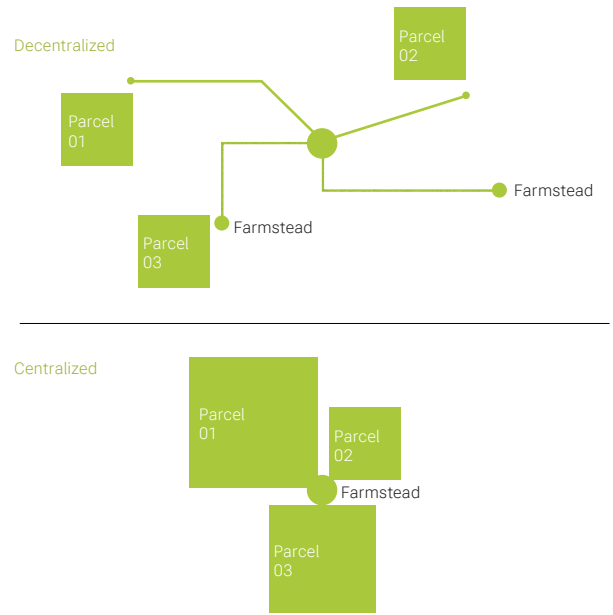 Decentralized
Parcel
02
Parcel
01
Farmstead
Farmstead
Parcel
03
Centralized
Parcel
01
Parcel
02
Farmstead
Parcel
03